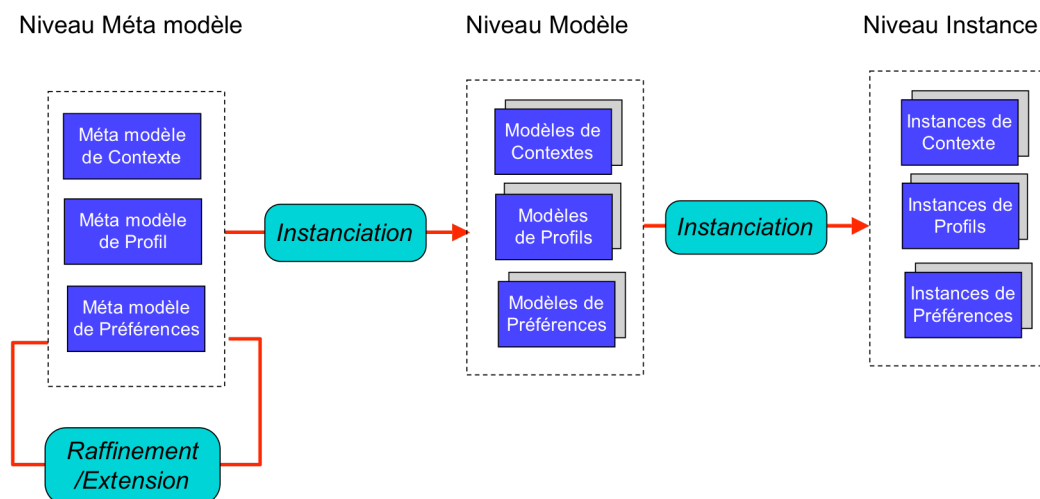 Niveau Méta modèle
Niveau Modèle
Niveau Instance
Méta modèle
de Contexte
Méta modèle
de Profil
Méta modèle
de Préférences
Raffinement
/Extension
Instanciation
Modèles de
Contextes
Modèles
de Profils
Modèles de
Préférences
Instanciation
Instances de
Contexte
Instances de
Profils
Instances de
Préférences